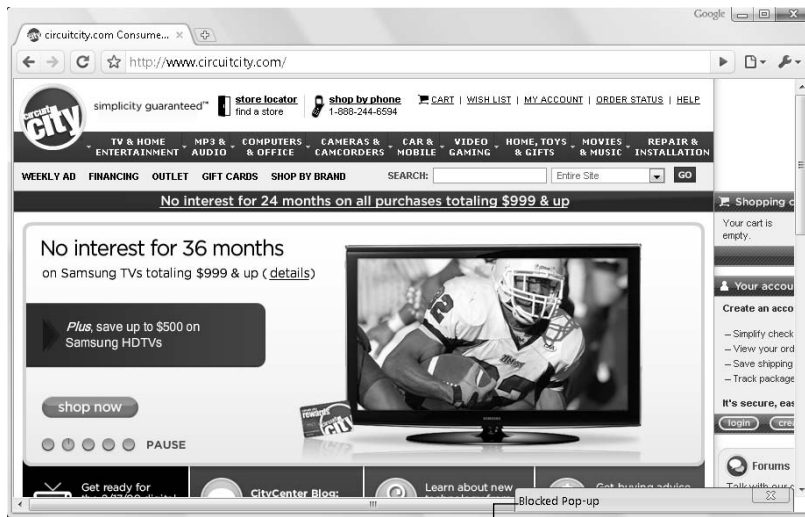 Google
circuitcity.com Consume...
http://www.circuitcity.com/
circuit city
simplicity guaranteed™
store locator
find a store
shop by phone
1-888-244-6594
CART | WISH LIST | MY ACCOUNT | ORDER STATUS | HELP
TV & HOME ENTERTAINMENT
MP3 & AUDIO
COMPUTERS & OFFICE
CAMERAS & CAMCORDERS
CAR & MOBILE
VIDEO GAMING
HOME, TOYS & GIFTS
MOVIES & MUSIC
REPAIR & INSTALLATION
WEEKLY AD FINANCING OUTLET GIFT CARDS SHOP BY BRAND SEARCH: Entire Site GO
No interest for 24 months on all purchases totaling $999 & up
Shopping c
Your cart is
empty.
No interest for 36 months
on Samsung TVs totaling $999 & up (details)
Plus, save up to $500 on
Samsung HDTVs
shop now
PAUSE
SAMSUNG
rewards
city
32
Your accou
Create an acco
– Simplify check
– View your ord
– Save shipping
– Track package
It's secure, eas
login crea
Forums
Talk with our
Get ready for
CityCenter Blog:
Learn about new
Get buying advice
Blocked Pop-up